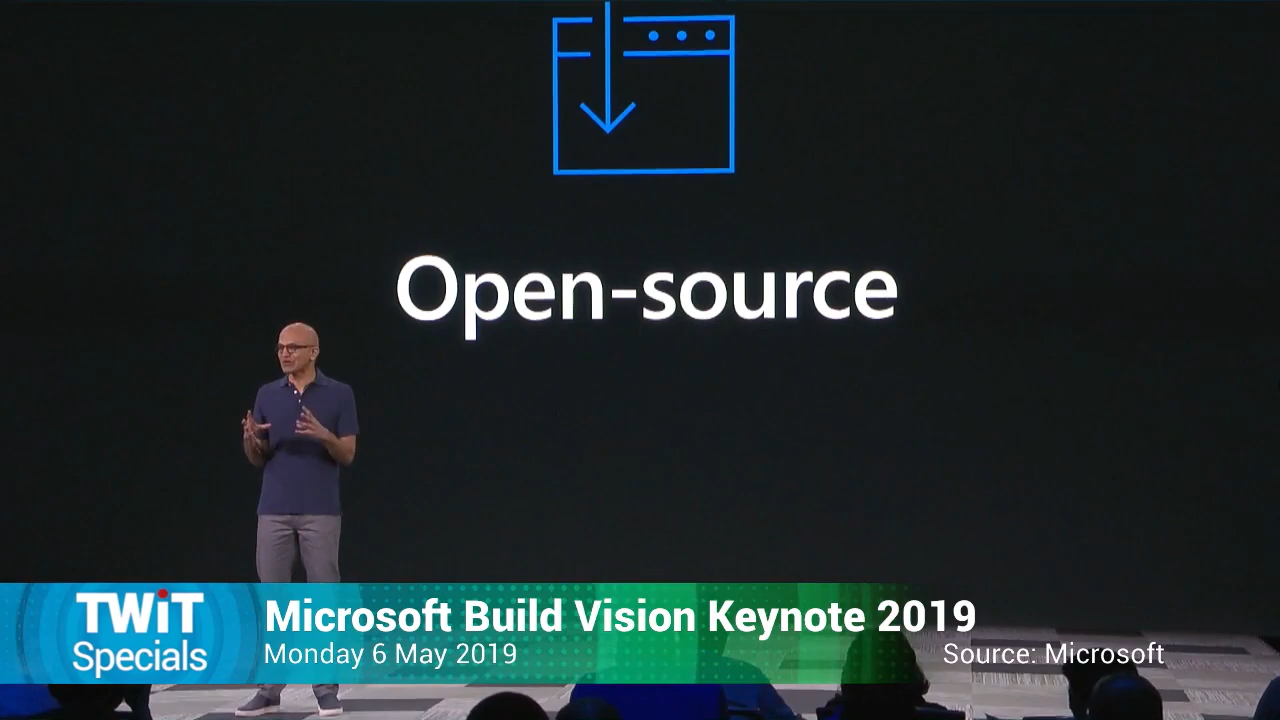 Open-source
TWiT
Specials
Microsoft Build Vision Keynote 2019
Monday 6 May 2019
Source: Microsoft